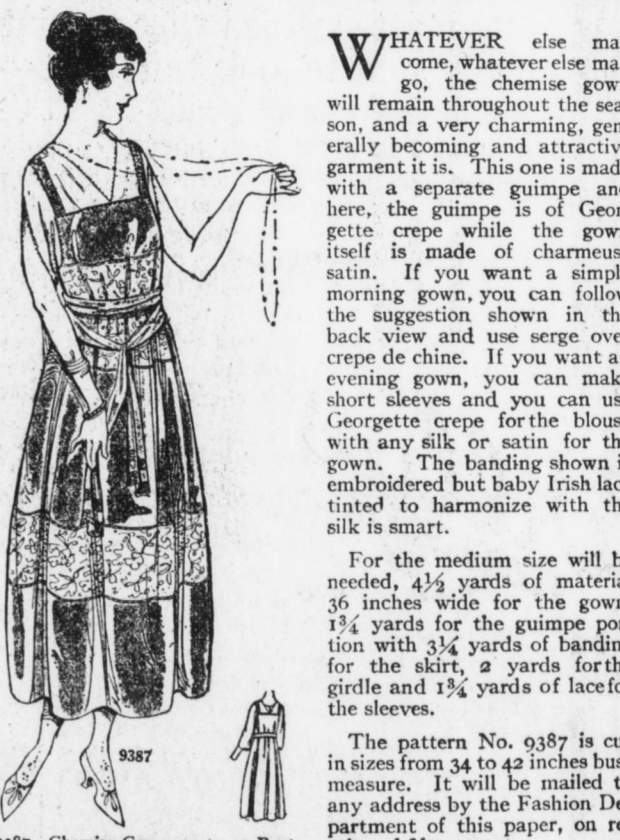 WHATEVER else ma
come, whatever else ma
go, the chemise gow
will remain throughout the sea
son, and a very charming, gen
erally becoming and attractiv
garment it is. This one is mad
with a separate guimpe an
here, the guimpe is of Geor
gette crepe while the gow
itself is made of charmeus
satin. If you want a simpl
morning gown, you can follow
the suggestion shown in th
back view and use serge ove
crepe de chine. If you want a
evening gown, you can mak
short sleeves and you can us
Georgette crepe for the blous
with any silk or satin for th
gown. The banding shown i
embroidered but baby Irish lac
tinted to harmonize with th
silk is smart.
For the medium size will b
needed, 4½ yards of materia
36 inches wide for the gown
1¾ yards for the guimpe por
tion with 3¼ yards of bandin
for the skirt, 2 yards for th
girdle and 1¾ yards of lace fo
the sleeves.
The pattern No. 9387 is cu
in sizes from 34 to 42 inches bus
measure. It will be mailed t
any address by the Fashion De
partment of this paper, on re
9387